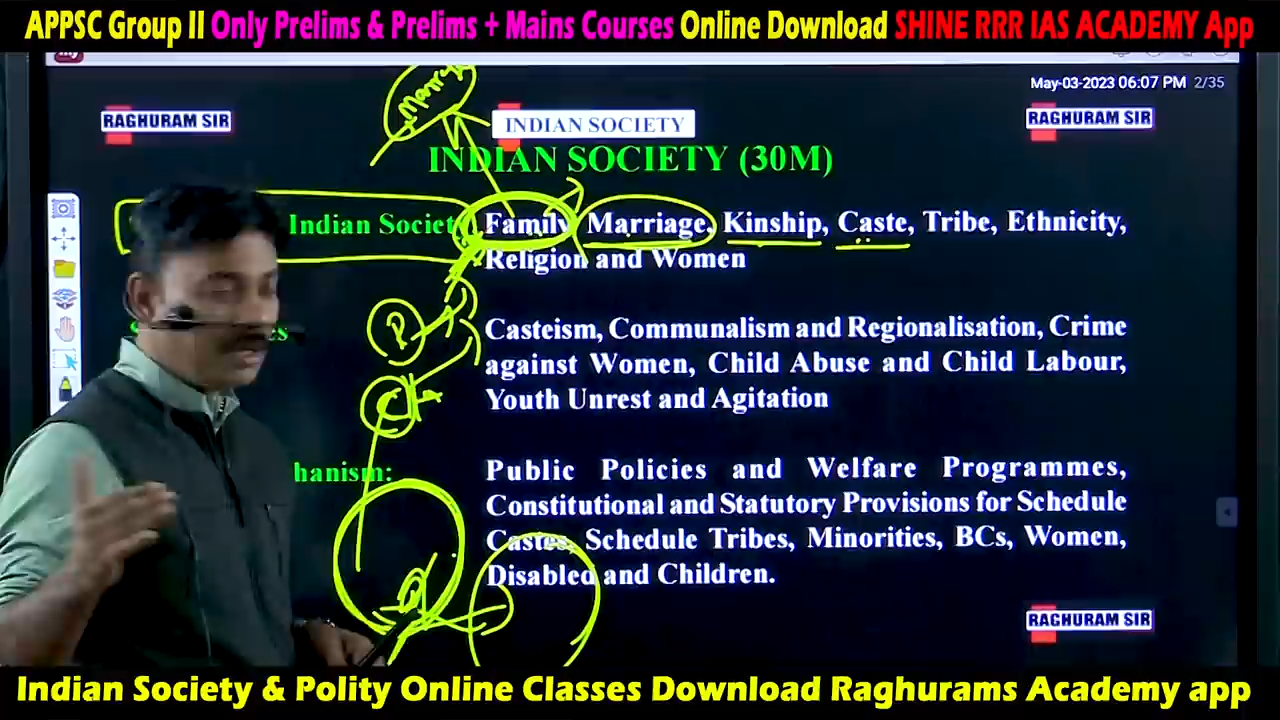 APPSC Group II Only Prelims & Prelims + Mains Courses Online Download SHINE RRR IAS ACADEMY App
May-03-2023 06:07 PM 2/35
RAGHURAM SIR
INDIAN SOCIETY
RAGHURAM SIR
INDIAN SOCIETY (30M)
Indian Societ
Family, Marriage, Kinship, Caste, Tribe, Ethnicity,
Religion and Women
es
Casteism, Communalism and Regionalisation, Crime
against Women, Child Abuse and Child Labour,
Youth Unrest and Agitation
hanism:
Public Policies and Welfare Programmes,
Constitutional and Statutory Provisions for Schedule
Castes, Schedule Tribes, Minorities, BCs, Women,
Disabled and Children.
P
C
RAGHURAM SIR
Indian Society & Polity Online Classes Download Raghurams Academy app